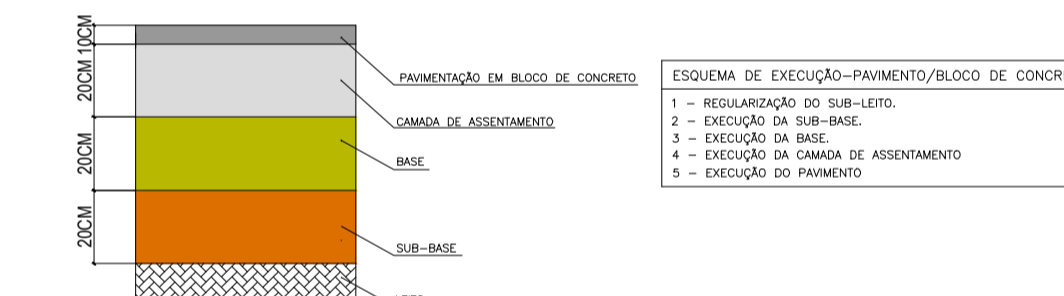 10CM
20CM
20CM
20CM
PAVIMENTAÇÃO EM BLOCO DE CONCRETO
CAMADA DE ASSENTAMENTO
BASE
SUB-BASE
ESQUEMA DE EXECUÇÃO-PAVIMENTO/BLOCO DE CONCR
1 - REGULARIZAÇÃO DO SUB-LEITO.
2 - EXECUÇÃO DA SUB-BASE.
3 - EXECUÇÃO DA BASE.
4 - EXECUÇÃO DA CAMADA DE ASSENTAMENTO
5 - EXECUÇÃO DO PAVIMENTO